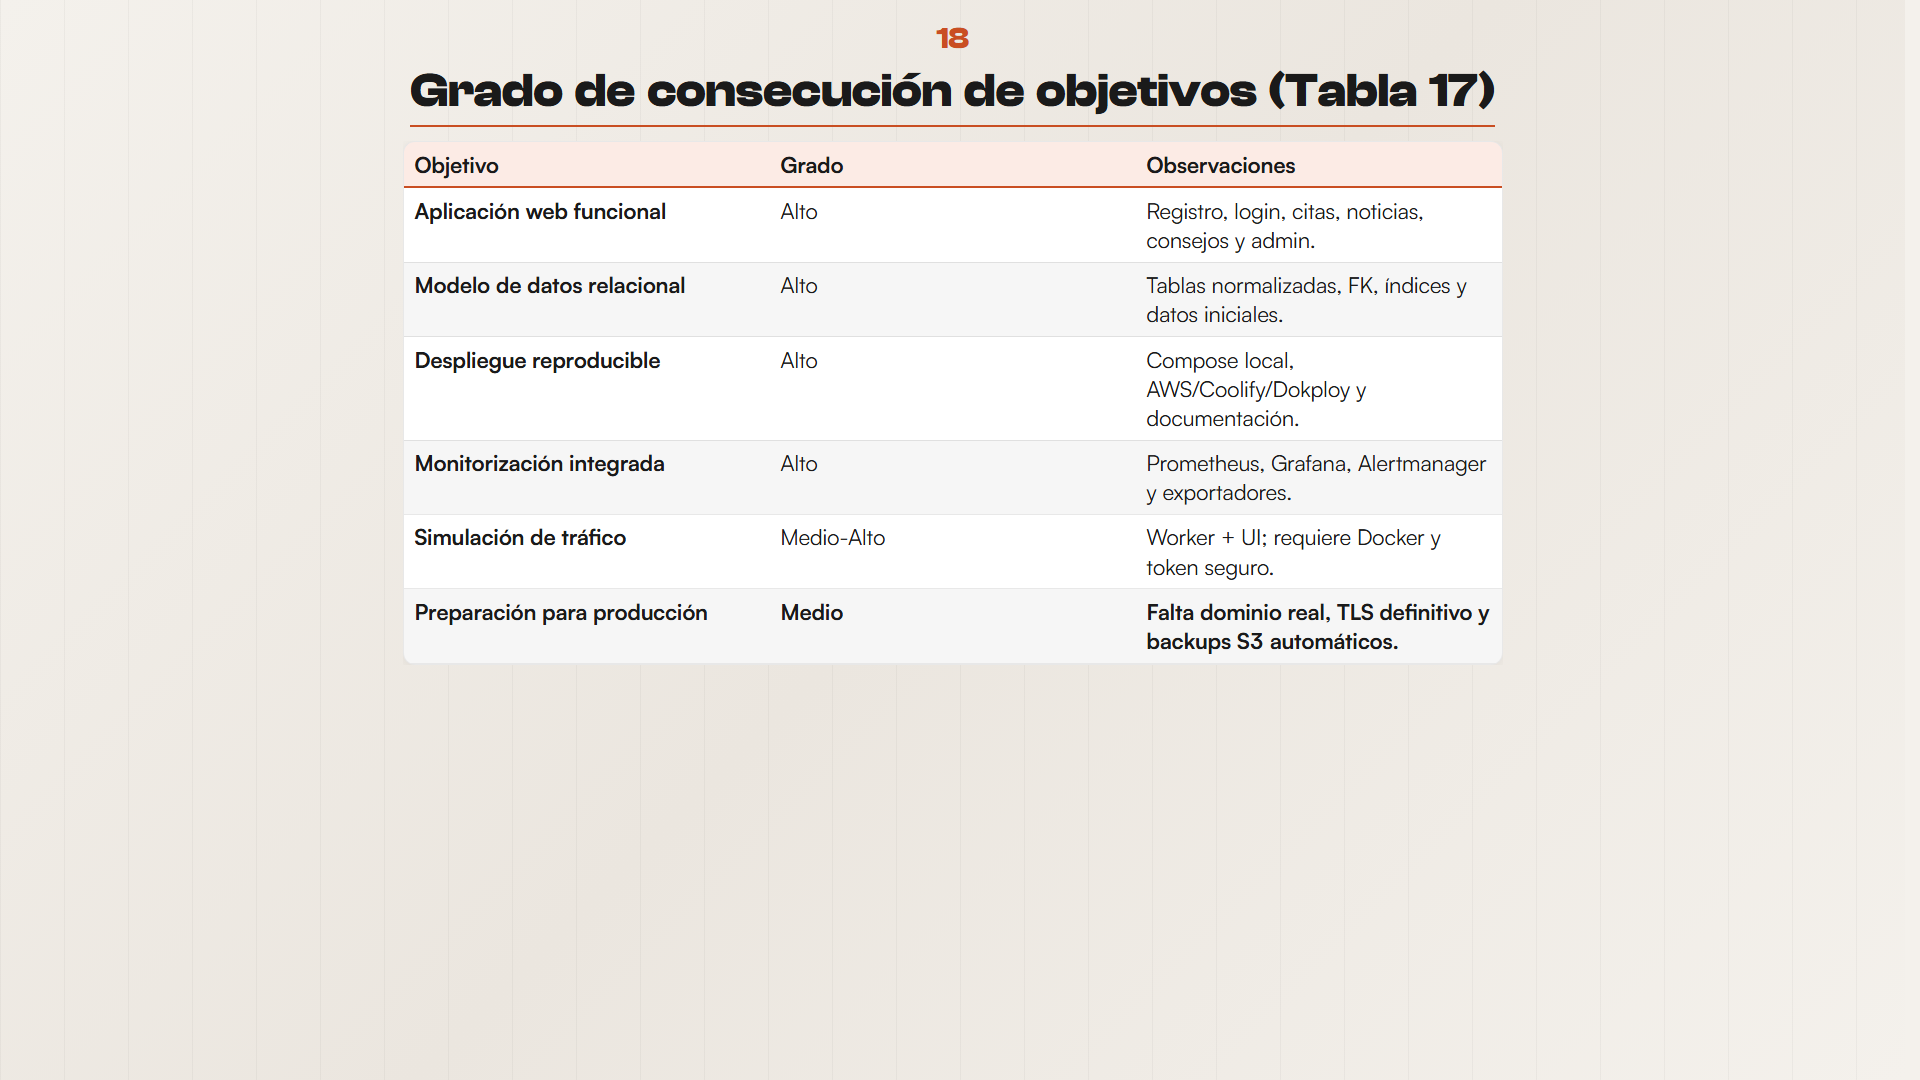 18
Grado de consecución de objetivos (Tabla 17)
Objetivo Grado Observaciones
Aplicación web funcional Alto Registro, login, citas, noticias,
consejos y admin.
Modelo de datos relacional Alto Tablas normalizadas, FK, índices y
datos iniciales.
Despliegue reproducible Alto Compose local,
AWS/Coolify/Dokploy y
documentación.
Monitorización integrada Alto Prometheus, Grafana, Alertmanager
y exportadores.
Simulación de tráfico Medio-Alto Worker + UI; requiere Docker y
token seguro.
Preparación para producción Medio Falta dominio real, TLS definitivo y
backups S3 automáticos.